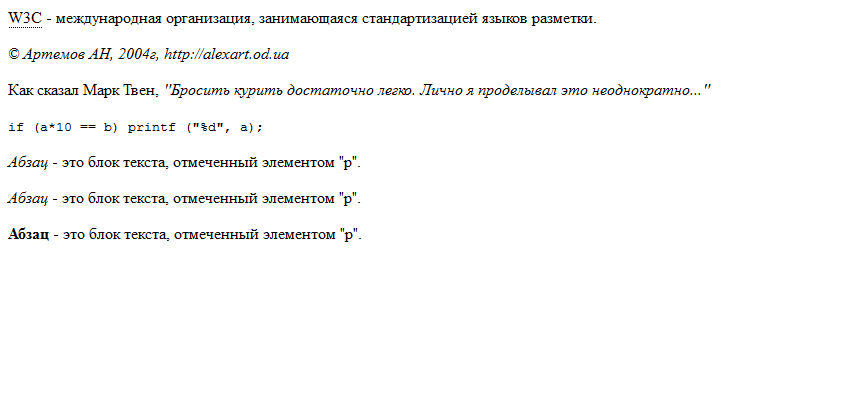 W3C - международная организация, занимающаяся стандартизацией языков разметки.
© Артемов АН, 2004г, http://alexart.od.ua
Как сказал Марк Твен, "Бросить курить достаточно легко. Лично я проделывал это неоднократно..."
if (a*10 == b) printf ("%d", a);
Абзац - это блок текста, отмеченный элементом "p".
Абзац - это блок текста, отмеченный элементом "p".
Абзац - это блок текста, отмеченный элементом "p".